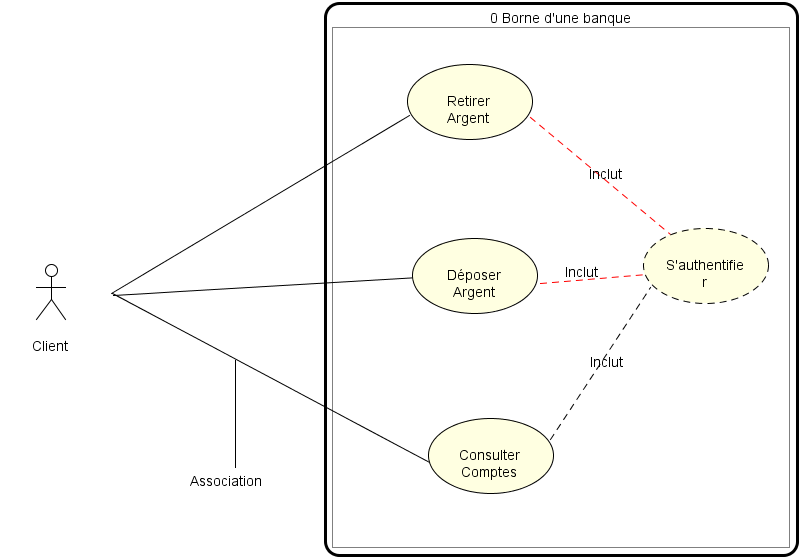 0 Borne d'une banque
Retirer
Argent
Inclut
S'authentifie
r
Déposer
Argent
Inclut
Client
Inclut
Consulter
Comptes
Association